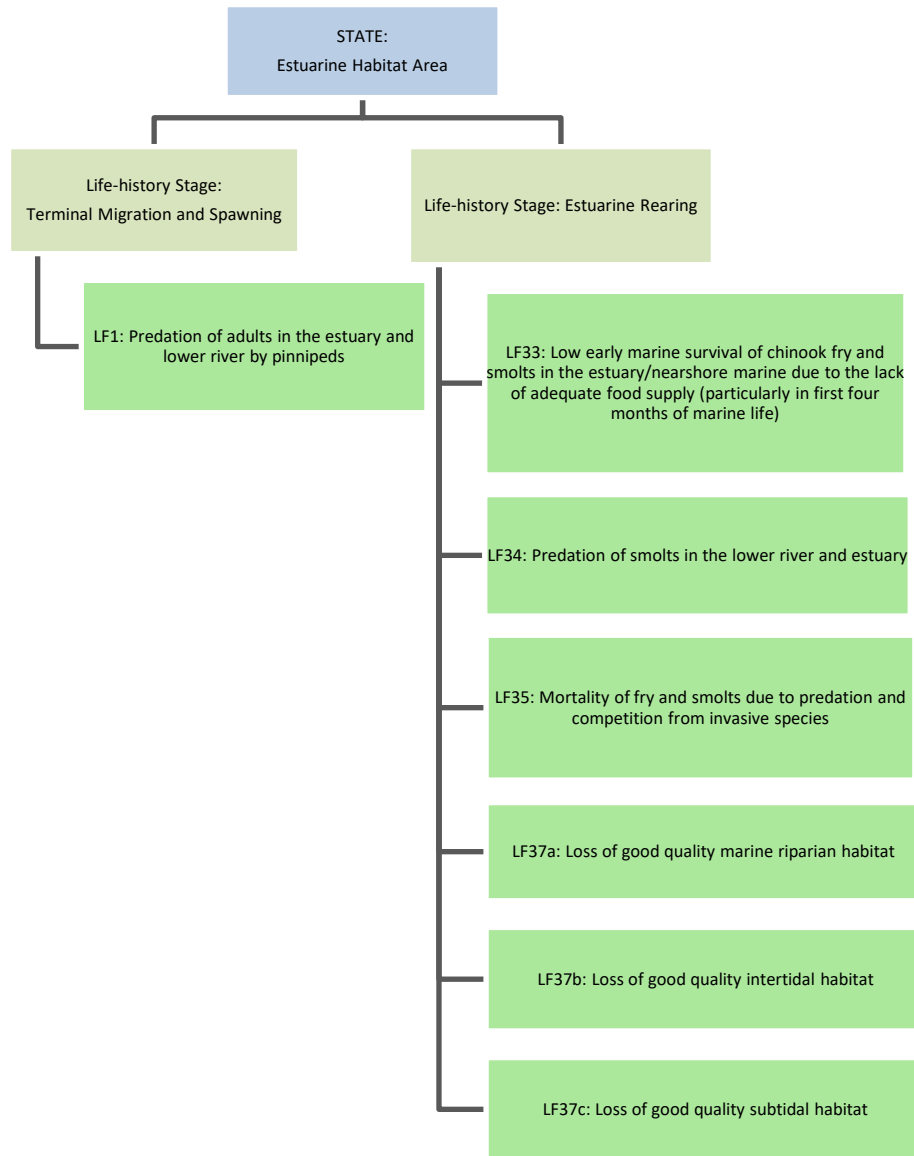 STATE:
Estuarine Habitat Area
Life-history Stage:
Terminal Migration and Spawning
Life-history Stage: Estuarine Rearing
LF1: Predation of adults in the estuary and
lower river by pinnipeds
LF33: Low early marine survival of chinook fry and
smolts in the estuary/nearshore marine due to the lack
of adequate food supply (particularly in first four
months of marine life)
LF34: Predation of smolts in the lower river and estuary
LF35: Mortality of fry and smolts due to predation and
competition from invasive species
LF37a: Loss of good quality marine riparian habitat
LF37b: Loss of good quality intertidal habitat
LF37c: Loss of good quality subtidal habitat